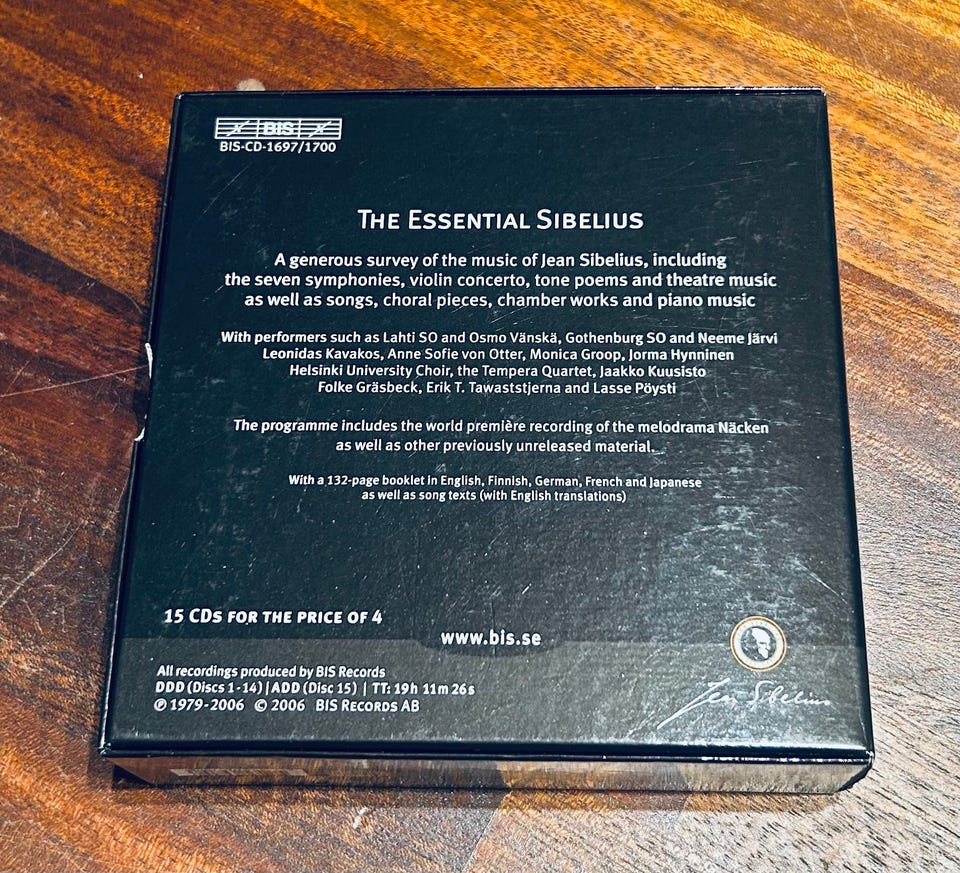 BIS
BIS-CD-1697/1700
The Essential Sibelius
A generous survey of the music of Jean Sibelius, including
the seven symphonies, violin concerto, tone poems and theatre music
as well as songs, choral pieces, chamber works and piano music
With performers such as Lahti SO and Osmo Vänskä, Gothenburg SO and Neeme Järvi
Leonidas Kavakos, Anne Sofie von Otter, Monica Groop, Jorma Hynninen
Helsinki University Choir, the Tempera Quartet, Jaakko Kuusisto
Folke Gräsbeck, Erik T. Tawaststjerna and Lasse Pöysti
The programme includes the world première recording of the melodrama Näcken
as well as other previously unreleased material.
With a 132-page booklet in English, Finnish, German, French and Japanese
as well as song texts (with English translations)
15 CDs for the price of 4
www.bis.se
All recordings produced by BIS Records
DDD (Discs 1-14) | ADD (Disc 15) | TT: 19h 11m 26s
℗ 1979-2006 © 2006 BIS Records AB
Jean Sibelius